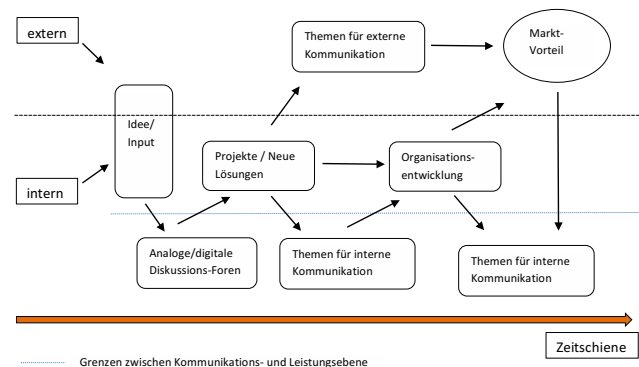 extern
Themen für externe
Kommunikation
Markt-
Vorteil
Idee/
Input
Projekte / Neue
Lösungen
Organisations-
entwicklung
intern
Analoge/digitale
Diskussions-Foren
Themen für interne
Kommunikation
Themen für interne
Kommunikation
Zeitschiene
Grenzen zwischen Kommunikations- und Leistungsebene